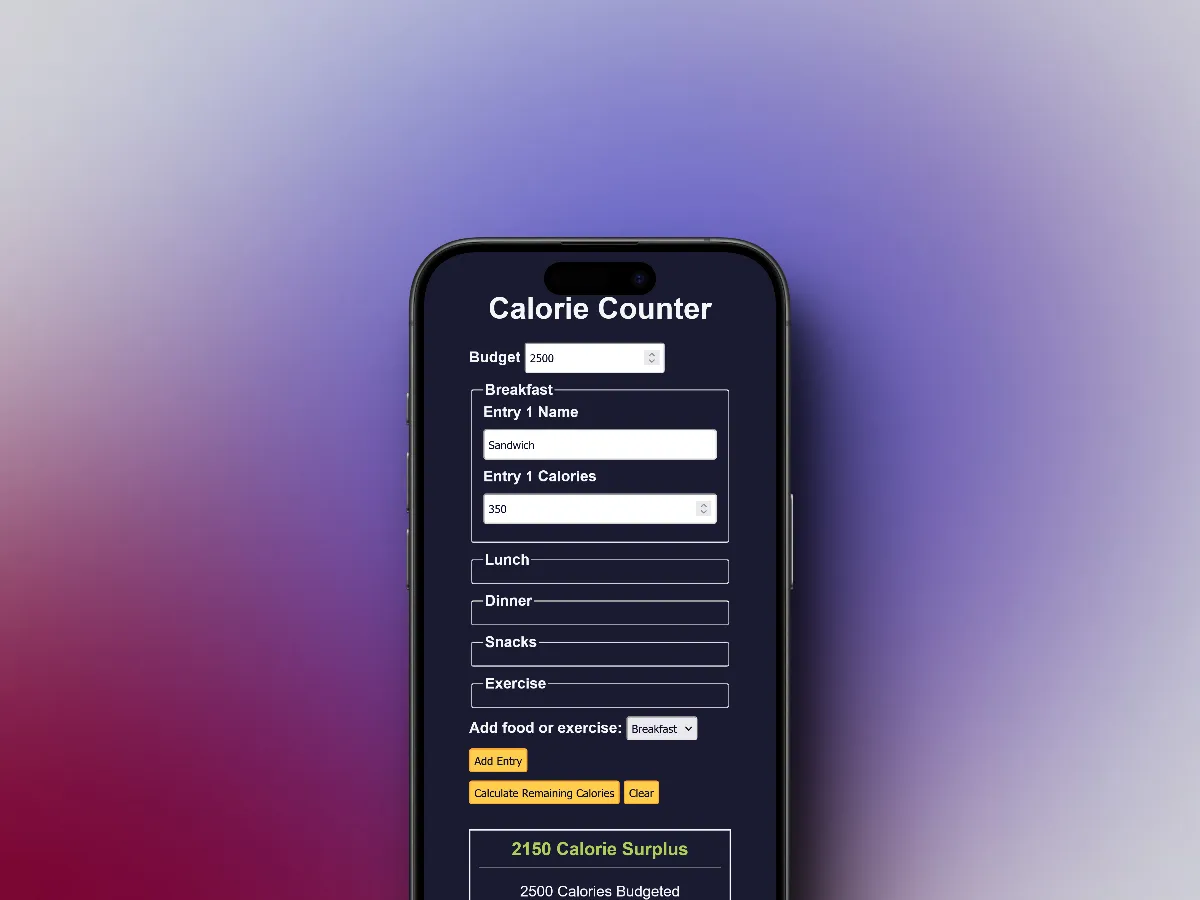 Calorie Counter
Budget 2500
Breakfast
Entry 1 Name
Sandwich
Entry 1 Calories
350
Lunch
Dinner
Snacks
Exercise
Add food or exercise: Breakfast
Add Entry
Calculate Remaining Calories Clear
2150 Calorie Surplus
2500 Calories Budgeted